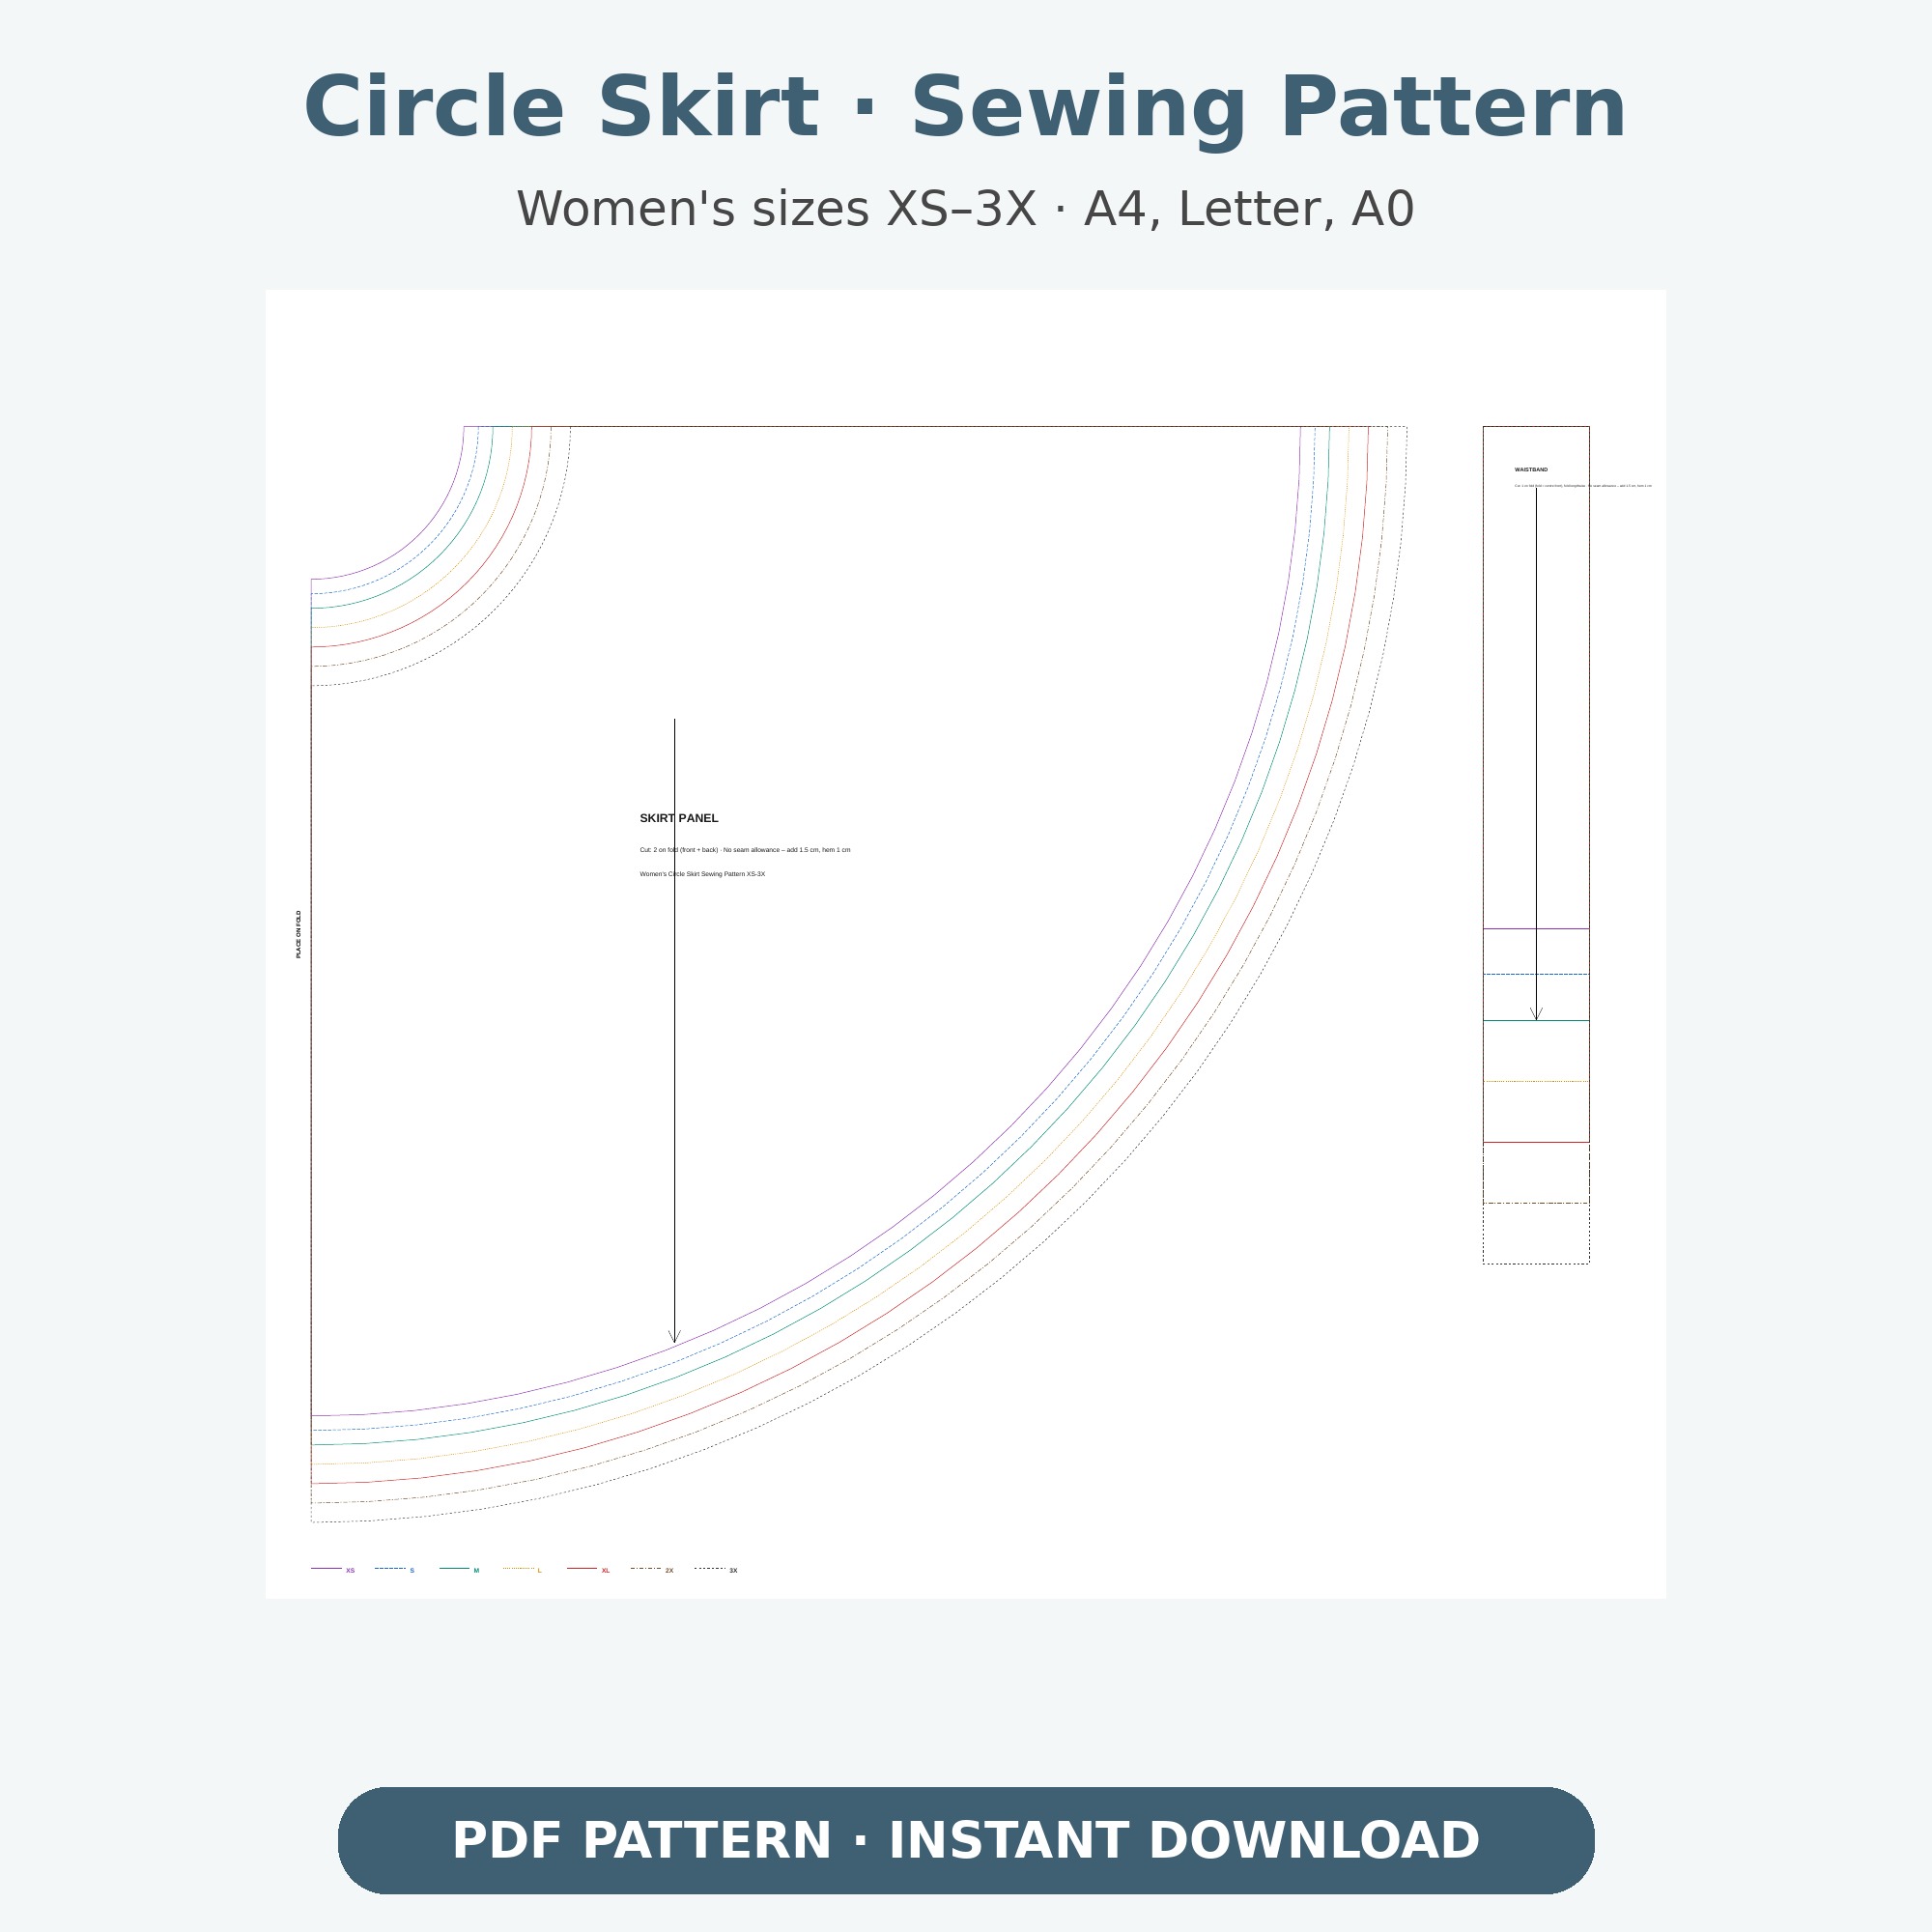 Circle Skirt · Sewing Pattern
Women's sizes XS–3X · A4, Letter, A0
WAISTBAND
SKIRT PANEL
Cut: 2 on fold (front + back) · No seam allowance – add 1.5 cm, hem 1 cm
Women's Circle Skirt Sewing Pattern XS-3X
PLACE ON FOLD
XS S M L XL 2X 3X
PDF PATTERN · INSTANT DOWNLOAD